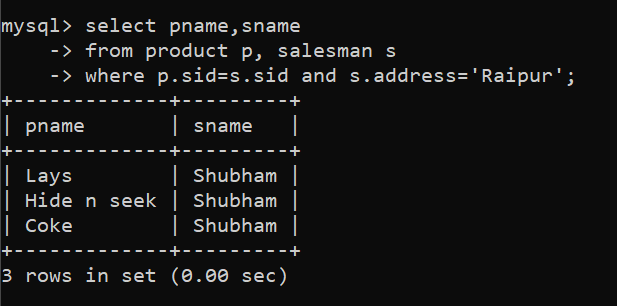 mysql> select pname,sname
    -> from product p, salesman s
    -> where p.sid=s.sid and s.address='Raipur';
+-------------+---------+
| pname       | sname   |
+-------------+---------+
| Lays        | Shubham |
| Hide n seek | Shubham |
| Coke        | Shubham |
+-------------+---------+
3 rows in set (0.00 sec)